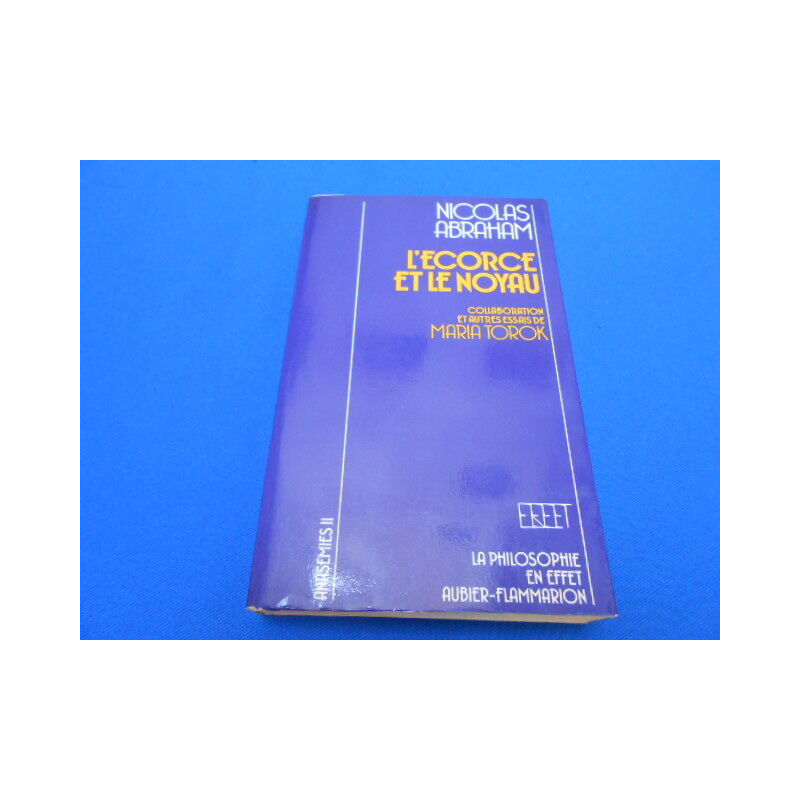 NICOLAS
ABRAHAM
L'ECORCE
ET LE NOYAU
COLLABORATION
ET AUTRES ESSAIS DE
MARIA TOROK
ANASEMIES II
EFFET
LA PHILOSOPHIE
EN EFFET
AUBIER-FLAMMARION